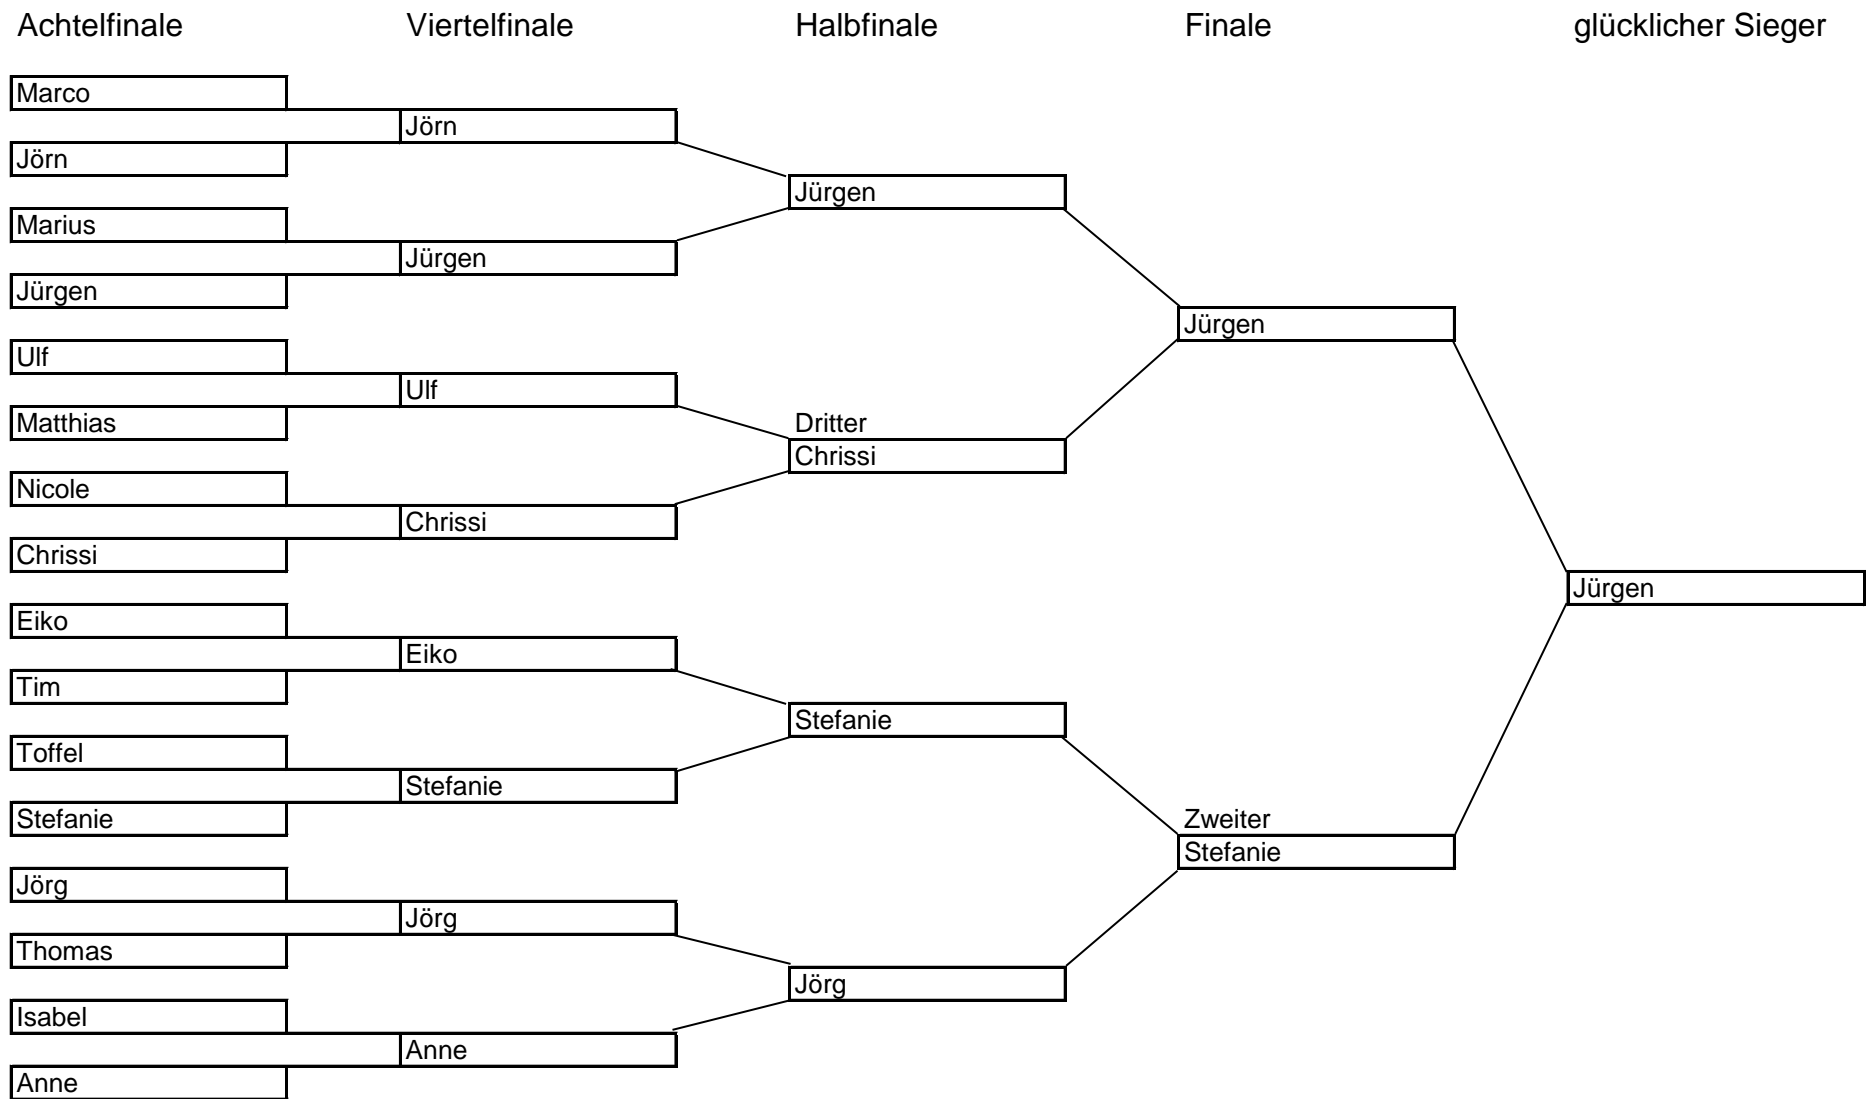 Achtelfinale Viertelfinale Halbfinale Finale glücklicher Sieger
Marco
Jörn
Jörn
Jürgen
Marius
Jürgen
Jürgen
Jürgen
Ulf
Ulf
Matthias Dritter
Chrissi
Nicole
Chrissi
Chrissi
Jürgen
Eiko
Eiko
Tim
Stefanie
Toffel
Stefanie
Stefanie Zweiter
Stefanie
Jörg
Jörg
Thomas
Jörg
Isabel
Anne
Anne